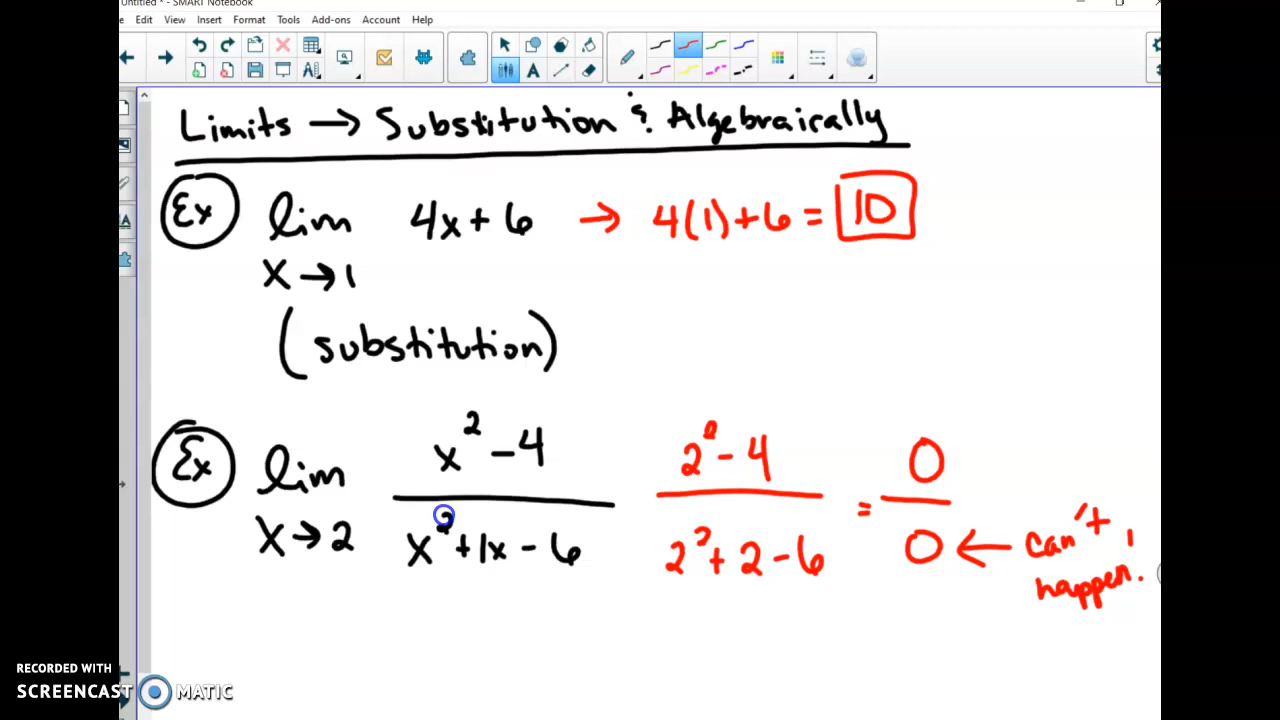 Untitled * - SMART Notebook
Edit View Insert Format Tools Add-ons Account Help
Limits → Substitution & Algebraically
Ex lim 4x + 6 → 4(1) + 6 = 10
x → 1
(substitution)
Ex lim x² - 4 2² - 4 = 0
x → 2 x² + 1x - 6 2² + 2 - 6 0 ← can't
happen.
RECORDED WITH
SCREENCAST MATIC